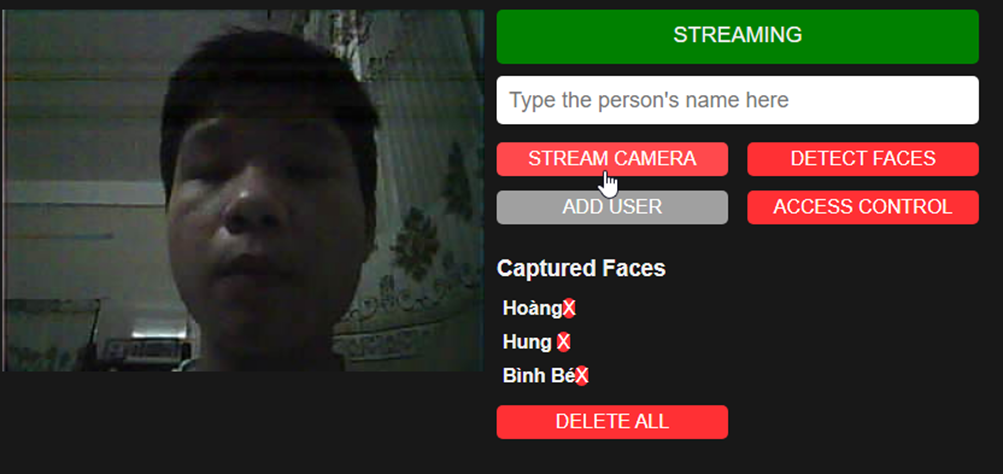 STREAMING
Type the person's name here
STREAM CAMERA
DETECT FACES
ADD USER
ACCESS CONTROL
Captured Faces
HoàngX
Hung X
Bình BéX
DELETE ALL